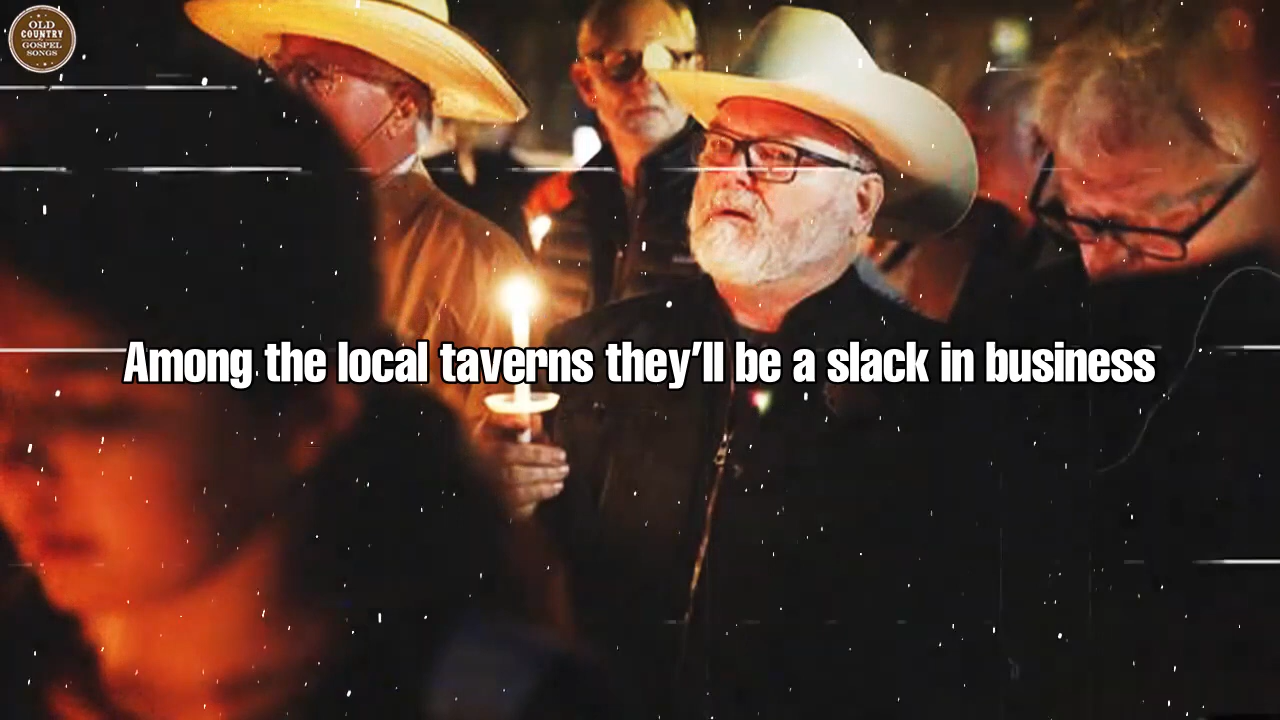 OLD
COUNTRY
GOSPEL
SONGS
Among the local taverns they'll be a slack in business